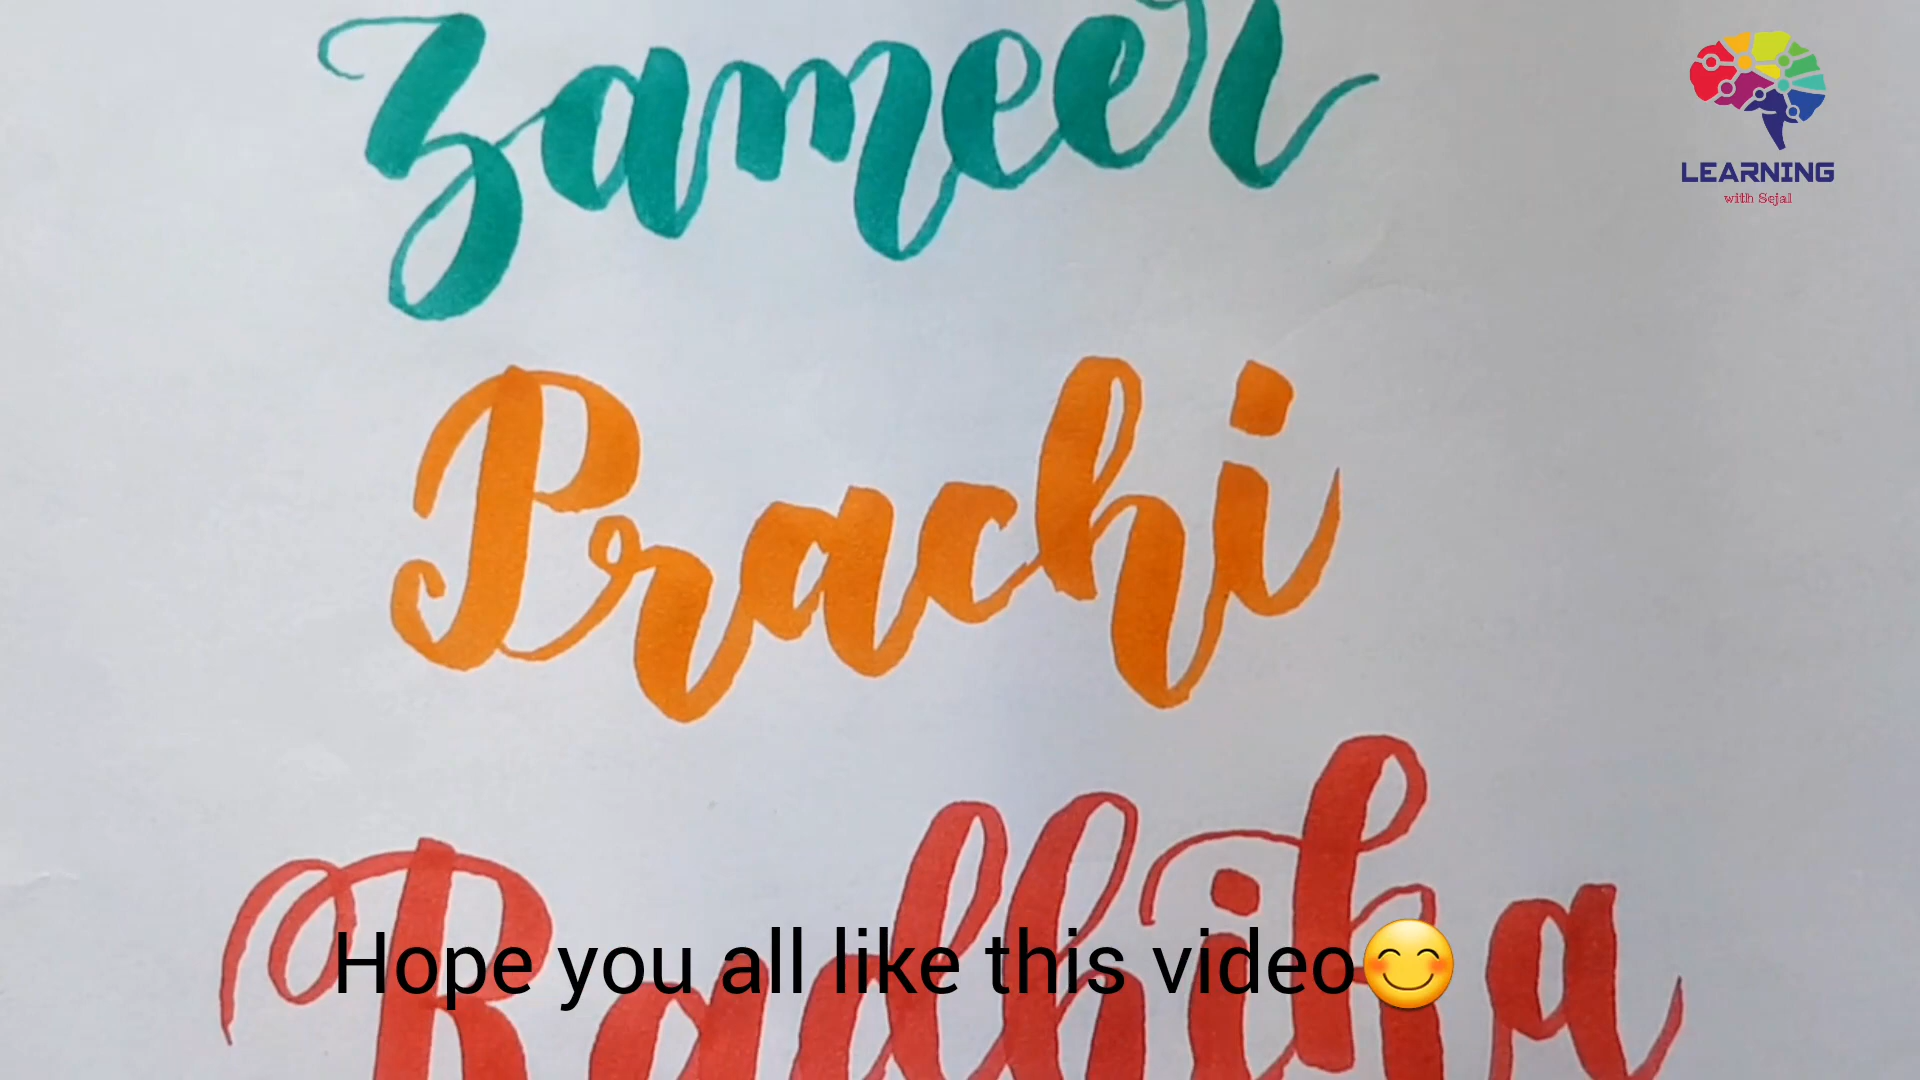 Zameer
LEARNING
with Sejal
Prachi
Radhika
Hope you all like this video😊